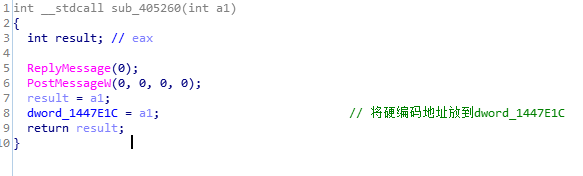 1 int __stdcall sub_405260(int a1)
2 {
3 int result; // eax
4
5 ReplyMessage(0);
6 PostMessageW(0, 0, 0, 0);
7 result = a1;
8 dword_1447E1C = a1; // 将硬编码地址放到dword_1447E1C
9 return result;
10 }